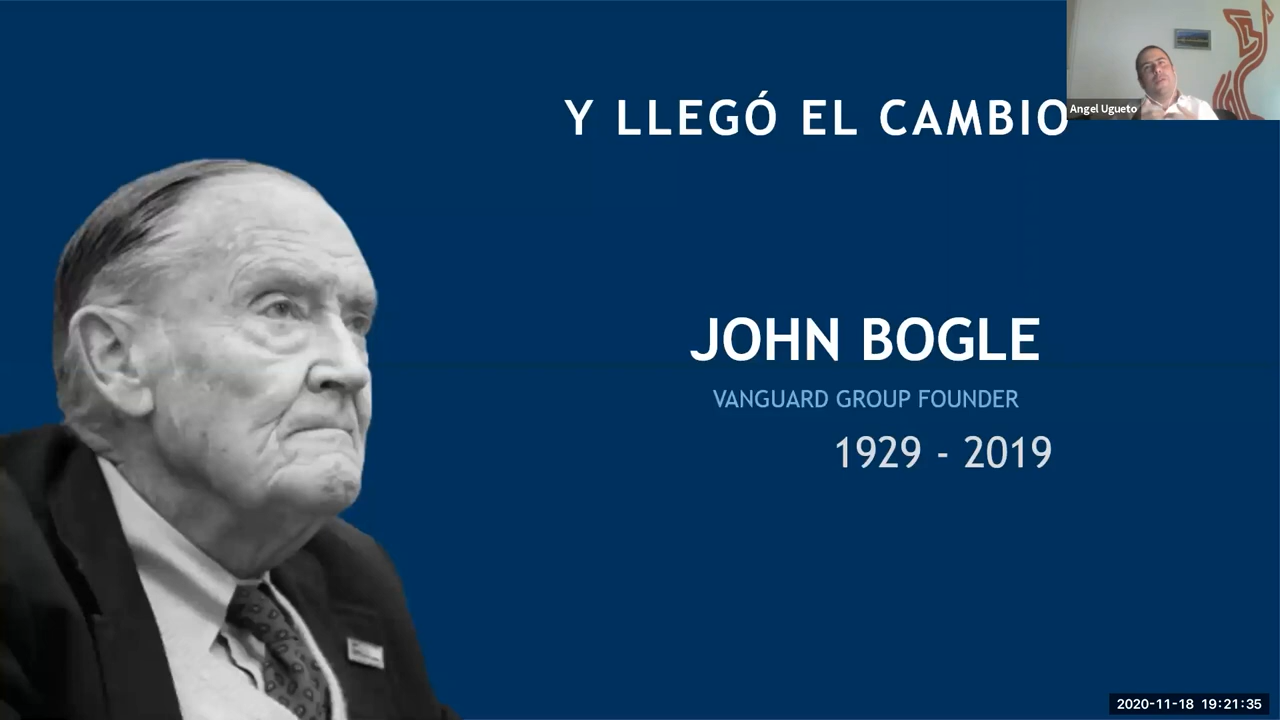 Y LLEGÓ EL CAMBIO
Angel Ugueto
JOHN BOGLE
VANGUARD GROUP FOUNDER
1929 - 2019
2020-11-18 19:21:35